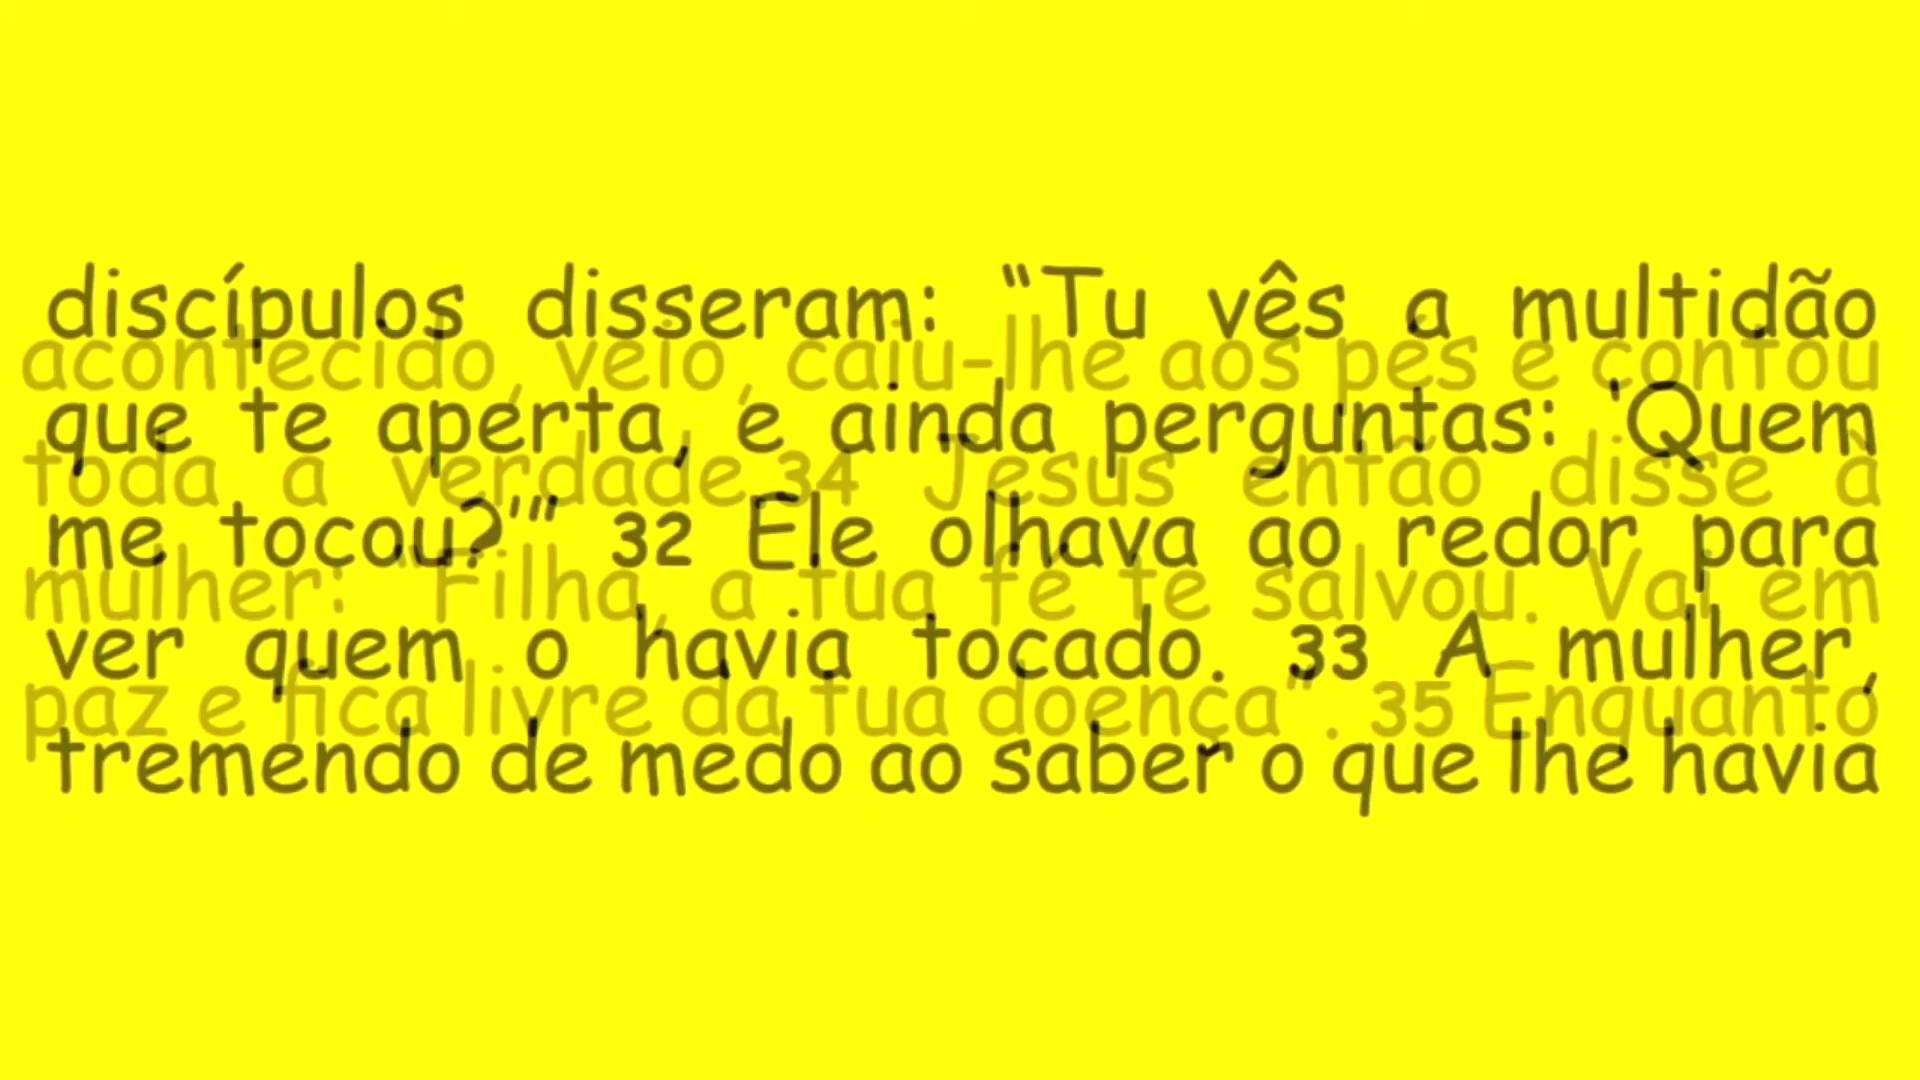 discípulos disseram: “Tu vês a multidão
que te aperta, e ainda perguntas: ‘Quem
me tocou?’” 32 Ele olhava ao redor para
ver quem o havia tocado. 33 A mulher,
tremendo de medo ao saber o que lhe havia
acontecido, veio, caiu-lhe aos pés e contou
toda a verdade.34 Jesus então disse à
mulher: “Filha, a tua fé te salvou. Vai em
paz e fica livre da tua doença”. 35 Enquanto